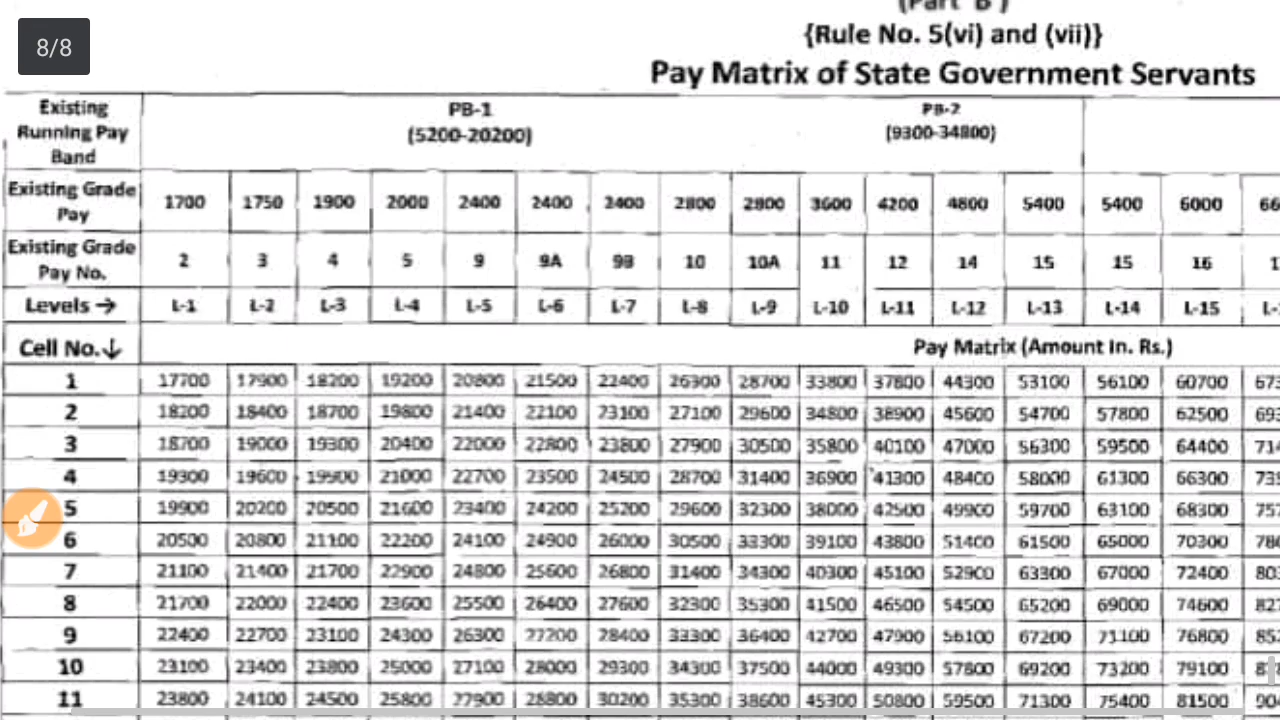 (Part 'B')
8/8
{Rule No. 5(vi) and (vii)}
Pay Matrix of State Government Servants
Existing Running Pay Band PB-1 (5200-20200) PB-2 (9300-34800)
Existing Grade Pay 1700 1750 1900 2000 2400 2400 2400 2800 2800 3600 4200 4800 5400 5400 6000 66
Existing Grade Pay No. 2 3 4 5 9 9A 9B 10 10A 11 12 14 15 15 16 1
Levels → L-1 L-2 L-3 L-4 L-5 L-6 L-7 L-8 L-9 L-10 L-11 L-12 L-13 L-14 L-15 L-
Cell No.↓ Pay Matrix (Amount In. Rs.)
1 17700 17900 18200 19200 20800 21500 22400 26300 28700 33800 37800 44300 53100 56100 60700 673
2 18200 18400 18700 19800 21400 22100 23100 27100 29600 34800 38900 45600 54700 57800 62500 693
3 18700 19000 19300 20400 22000 22800 23800 27900 30500 35800 40100 47000 56300 59500 64400 714
4 19300 19600 19900 21000 22700 23500 24500 28700 31400 36900 41300 48400 58000 61300 66300 735
5 19900 20200 20500 21600 23400 24200 25200 29600 32300 38000 42500 49900 59700 63100 68300 757
6 20500 20800 21100 22200 24100 24900 26000 30500 33300 39100 43800 51400 61500 65000 70300 780
7 21100 21400 21700 22900 24800 25600 26800 31400 34300 40300 45100 52900 63300 67000 72400 803
8 21700 22000 22400 23600 25500 26400 27600 32300 35300 41500 46500 54500 65200 69000 74600 827
9 22400 22700 23100 24300 26300 27200 28400 33300 36400 42700 47900 56100 67200 71100 76800 852
10 23100 23400 23800 25000 27100 28000 29300 34300 37500 44000 49300 57800 69200 73200 79100
11 23800 24100 24500 25800 27900 28800 30200 35300 38600 45300 50800 59500 71300 75400 81500 90